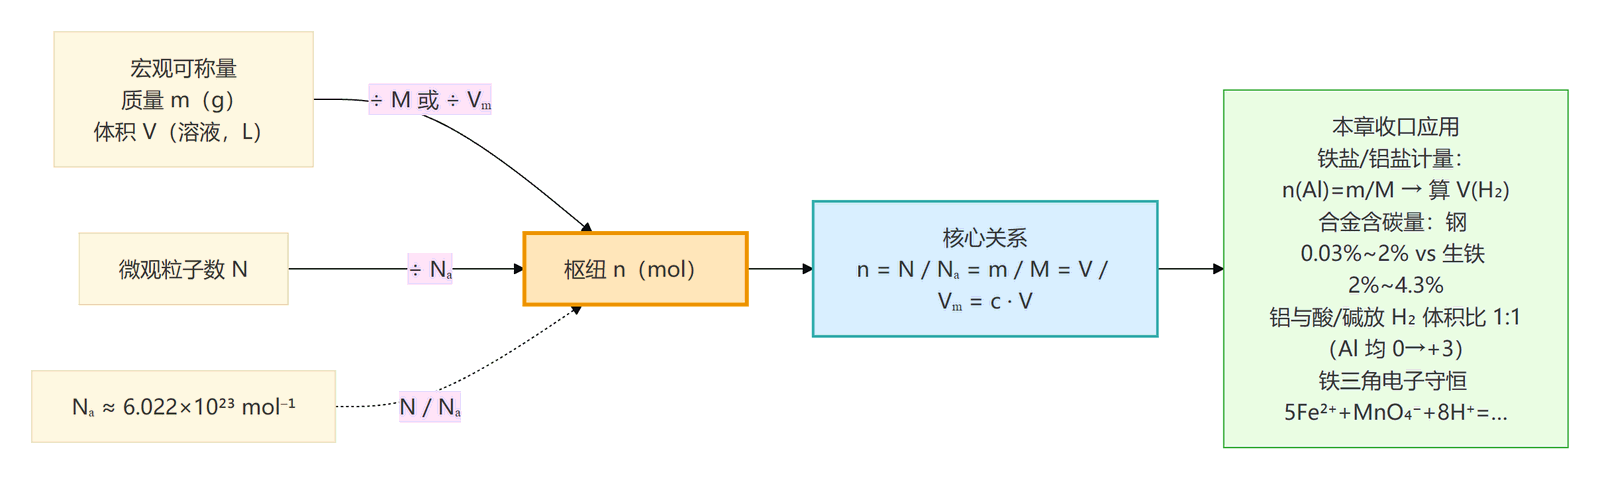 宏观可称量
质量 m（g）
体积 V（溶液，L）
÷ M 或 ÷ Vₘ
微观粒子数 N
÷ Nₐ
Nₐ ≈ 6.022×10²³ mol⁻¹
N / Nₐ
枢纽 n（mol）
核心关系
n = N / Nₐ = m / M = V /
Vₘ = c · V
本章收口应用
铁盐/铝盐计量：
n(Al)=m/M → 算 V(H₂)
合金含碳量：钢
0.03%~2% vs 生铁
2%~4.3%
铝与酸/碱放 H₂ 体积比 1:1
（Al 均 0→+3）
铁三角电子守恒
5Fe²⁺+MnO₄⁻+8H⁺=…